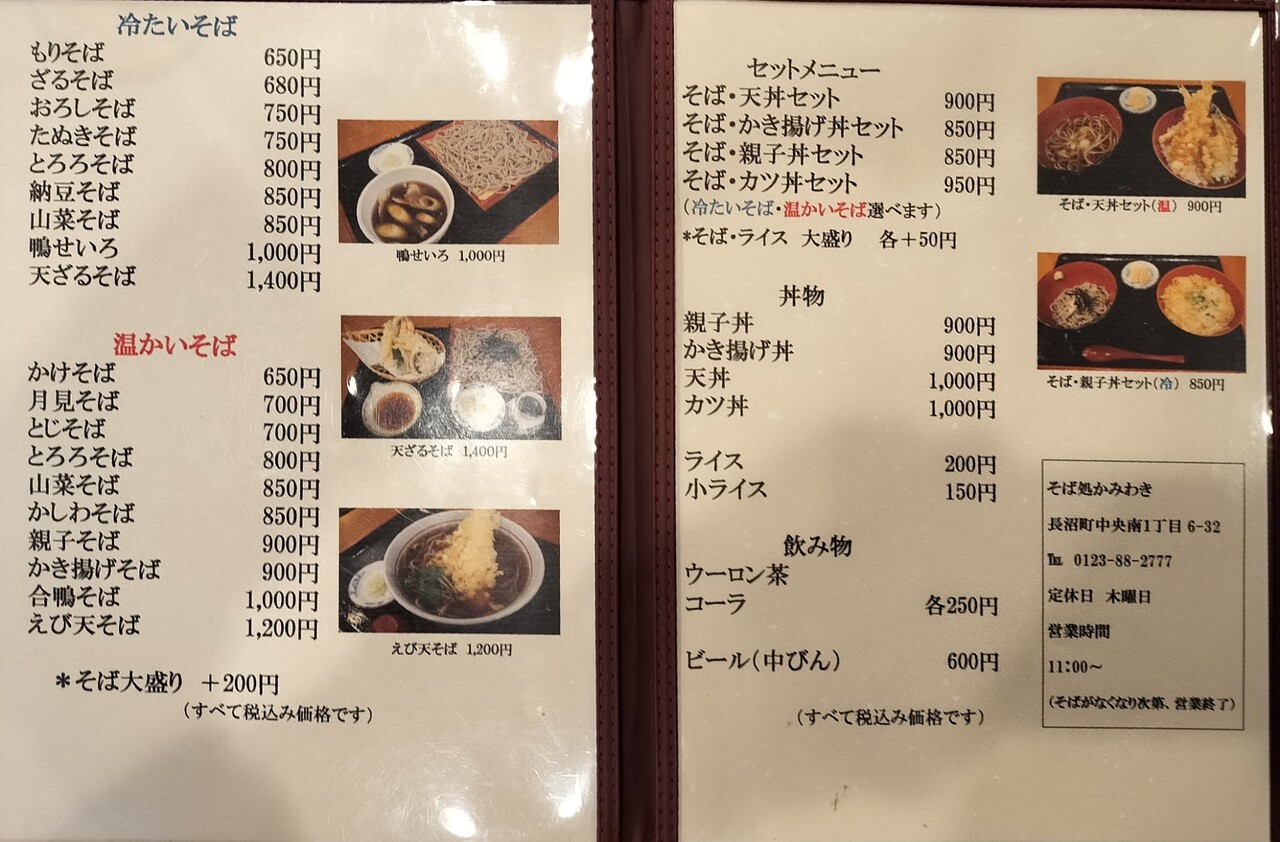 冷たいそば
もりそば 650円
ざるそば 680円
おろしそば 750円
たぬきそば 750円
とろろそば 800円
納豆そば 850円
山菜そば 850円
鴨せいろ 1,000円
天ざるそば 1,400円
鴨せいろ 1,000円
温かいそば
かけそば 650円
月見そば 700円
とじそば 700円
とろろそば 800円
山菜そば 850円
かしわそば 850円
親子そば 900円
かき揚げそば 900円
合鴨そば 1,000円
えび天そば 1,200円
天ざるそば 1,400円
えび天そば 1,200円
＊そば大盛り ＋200円
(すべて税込み価格です)
セットメニュー
そば・天丼セット 900円
そば・かき揚げ丼セット 850円
そば・親子丼セット 850円
そば・カツ丼セット 950円
(冷たいそば・温かいそば選べます)
*そば・ライス 大盛り 各＋50円
そば・天丼セット(温) 900円
そば・親子丼セット(冷) 850円
丼物
親子丼 900円
かき揚げ丼 900円
天丼 1,000円
カツ丼 1,000円
ライス 200円
小ライス 150円
飲み物
ウーロン茶
コーラ 各250円
ビール(中びん) 600円
(すべて税込み価格です)
そば処かみわき
長沼町中央南1丁目6-32
℡ 0123-88-2777
定休日 木曜日
営業時間
11:00～
(そばがなくなり次第、営業終了)